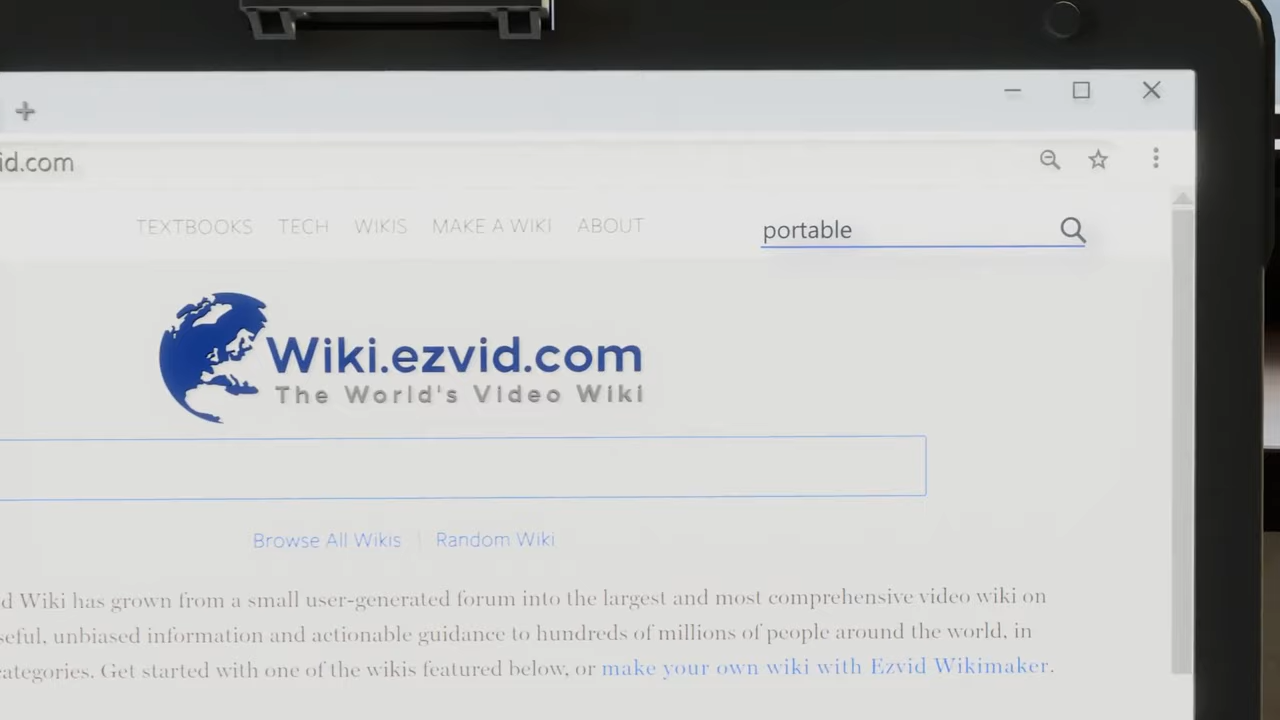 id.com
TEXTBOOKS TECH WIKIS MAKE A WIKI ABOUT
portable
Wiki.ezvid.com
The World's Video Wiki
Browse All Wikis | Random Wiki
d Wiki has grown from a small user-generated forum into the largest and most comprehensive video wiki on
seful, unbiased information and actionable guidance to hundreds of millions of people around the world, in
categories. Get started with one of the wikis featured below, or make your own wiki with Ezvid Wikimaker.